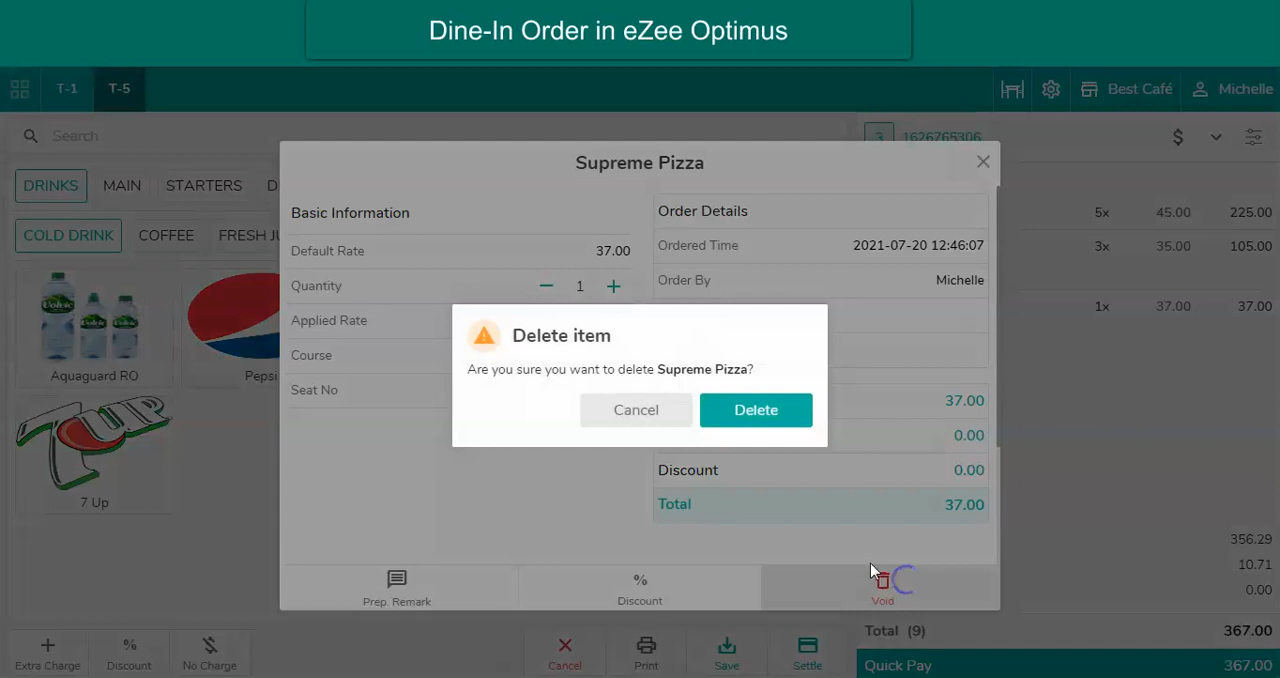 Dine-In Order in eZee Optimus
T-1
T-5
Best Café
Michelle
Search
3 1626765306
$
Supreme Pizza
DRINKS MAIN STARTERS D
Basic Information
Order Details
5x 45.00 225.00
COLD DRINK COFFEE FRESH JU
Default Rate 37.00
Ordered Time 2021-07-20 12:46:07
3x 35.00 105.00
Quantity 1
Order By Michelle
1x 37.00 37.00
Applied Rate
Delete item
Course
Are you sure you want to delete Supreme Pizza?
Aquaguard RO
Pepsi
Seat No
37.00
Cancel
Delete
7UP
0.00
Discount 0.00
7 Up
Total 37.00
356.29
10.71
0.00
Prep. Remark
% Discount
Void
Total (9) 367.00
Extra Charge
% Discount
No Charge
Cancel
Print
Save
Settle
Quick Pay 367.00